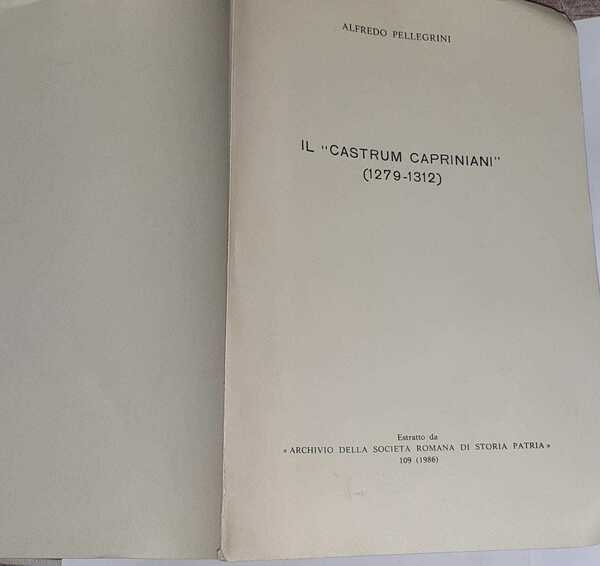 ALFREDO PELLEGRINI
IL "CASTRUM CAPRINIANI"
(1279-1312)
Estratto da
« ARCHIVIO DELLA SOCIETÀ ROMANA DI STORIA PATRIA »
109 (1986)